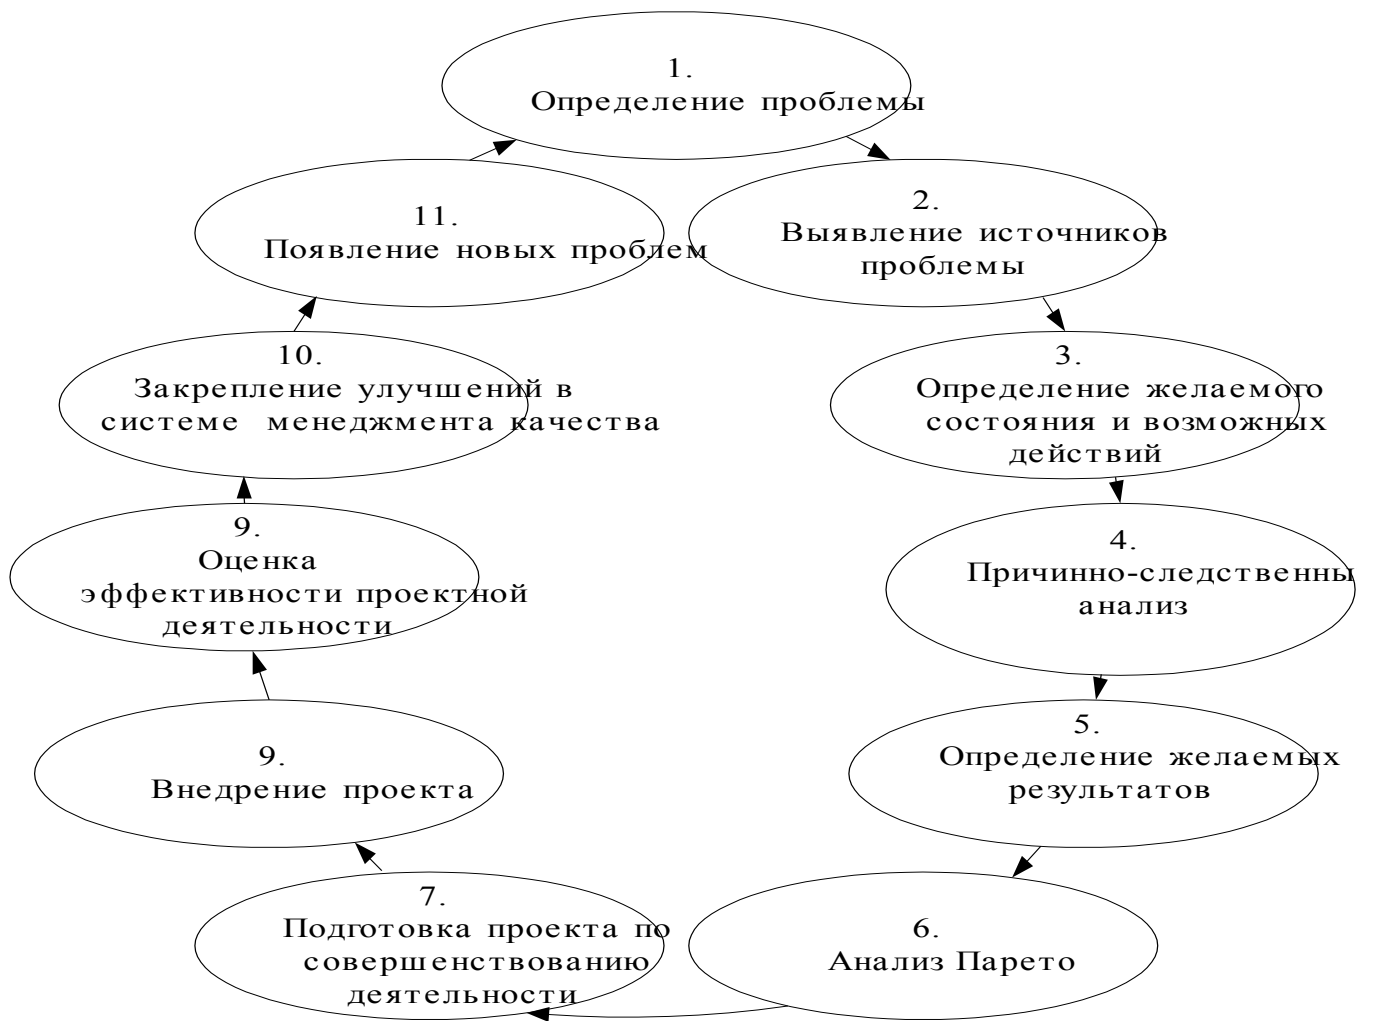 1.
Определение проблемы
2.
Выявление источников
проблемы
3.
Определение желаемого
состояния и возможных
действий
4.
Причинно-следственны
анализ
5.
Определение желаемых
результатов
6.
Анализ Парето
7.
Подготовка проекта по
совершенствованию
деятельности
9.
Внедрение проекта
9.
Оценка
эффективности проектной
деятельности
10.
Закрепление улучшений в
системе менеджмента качества
11.
Появление новых проблем